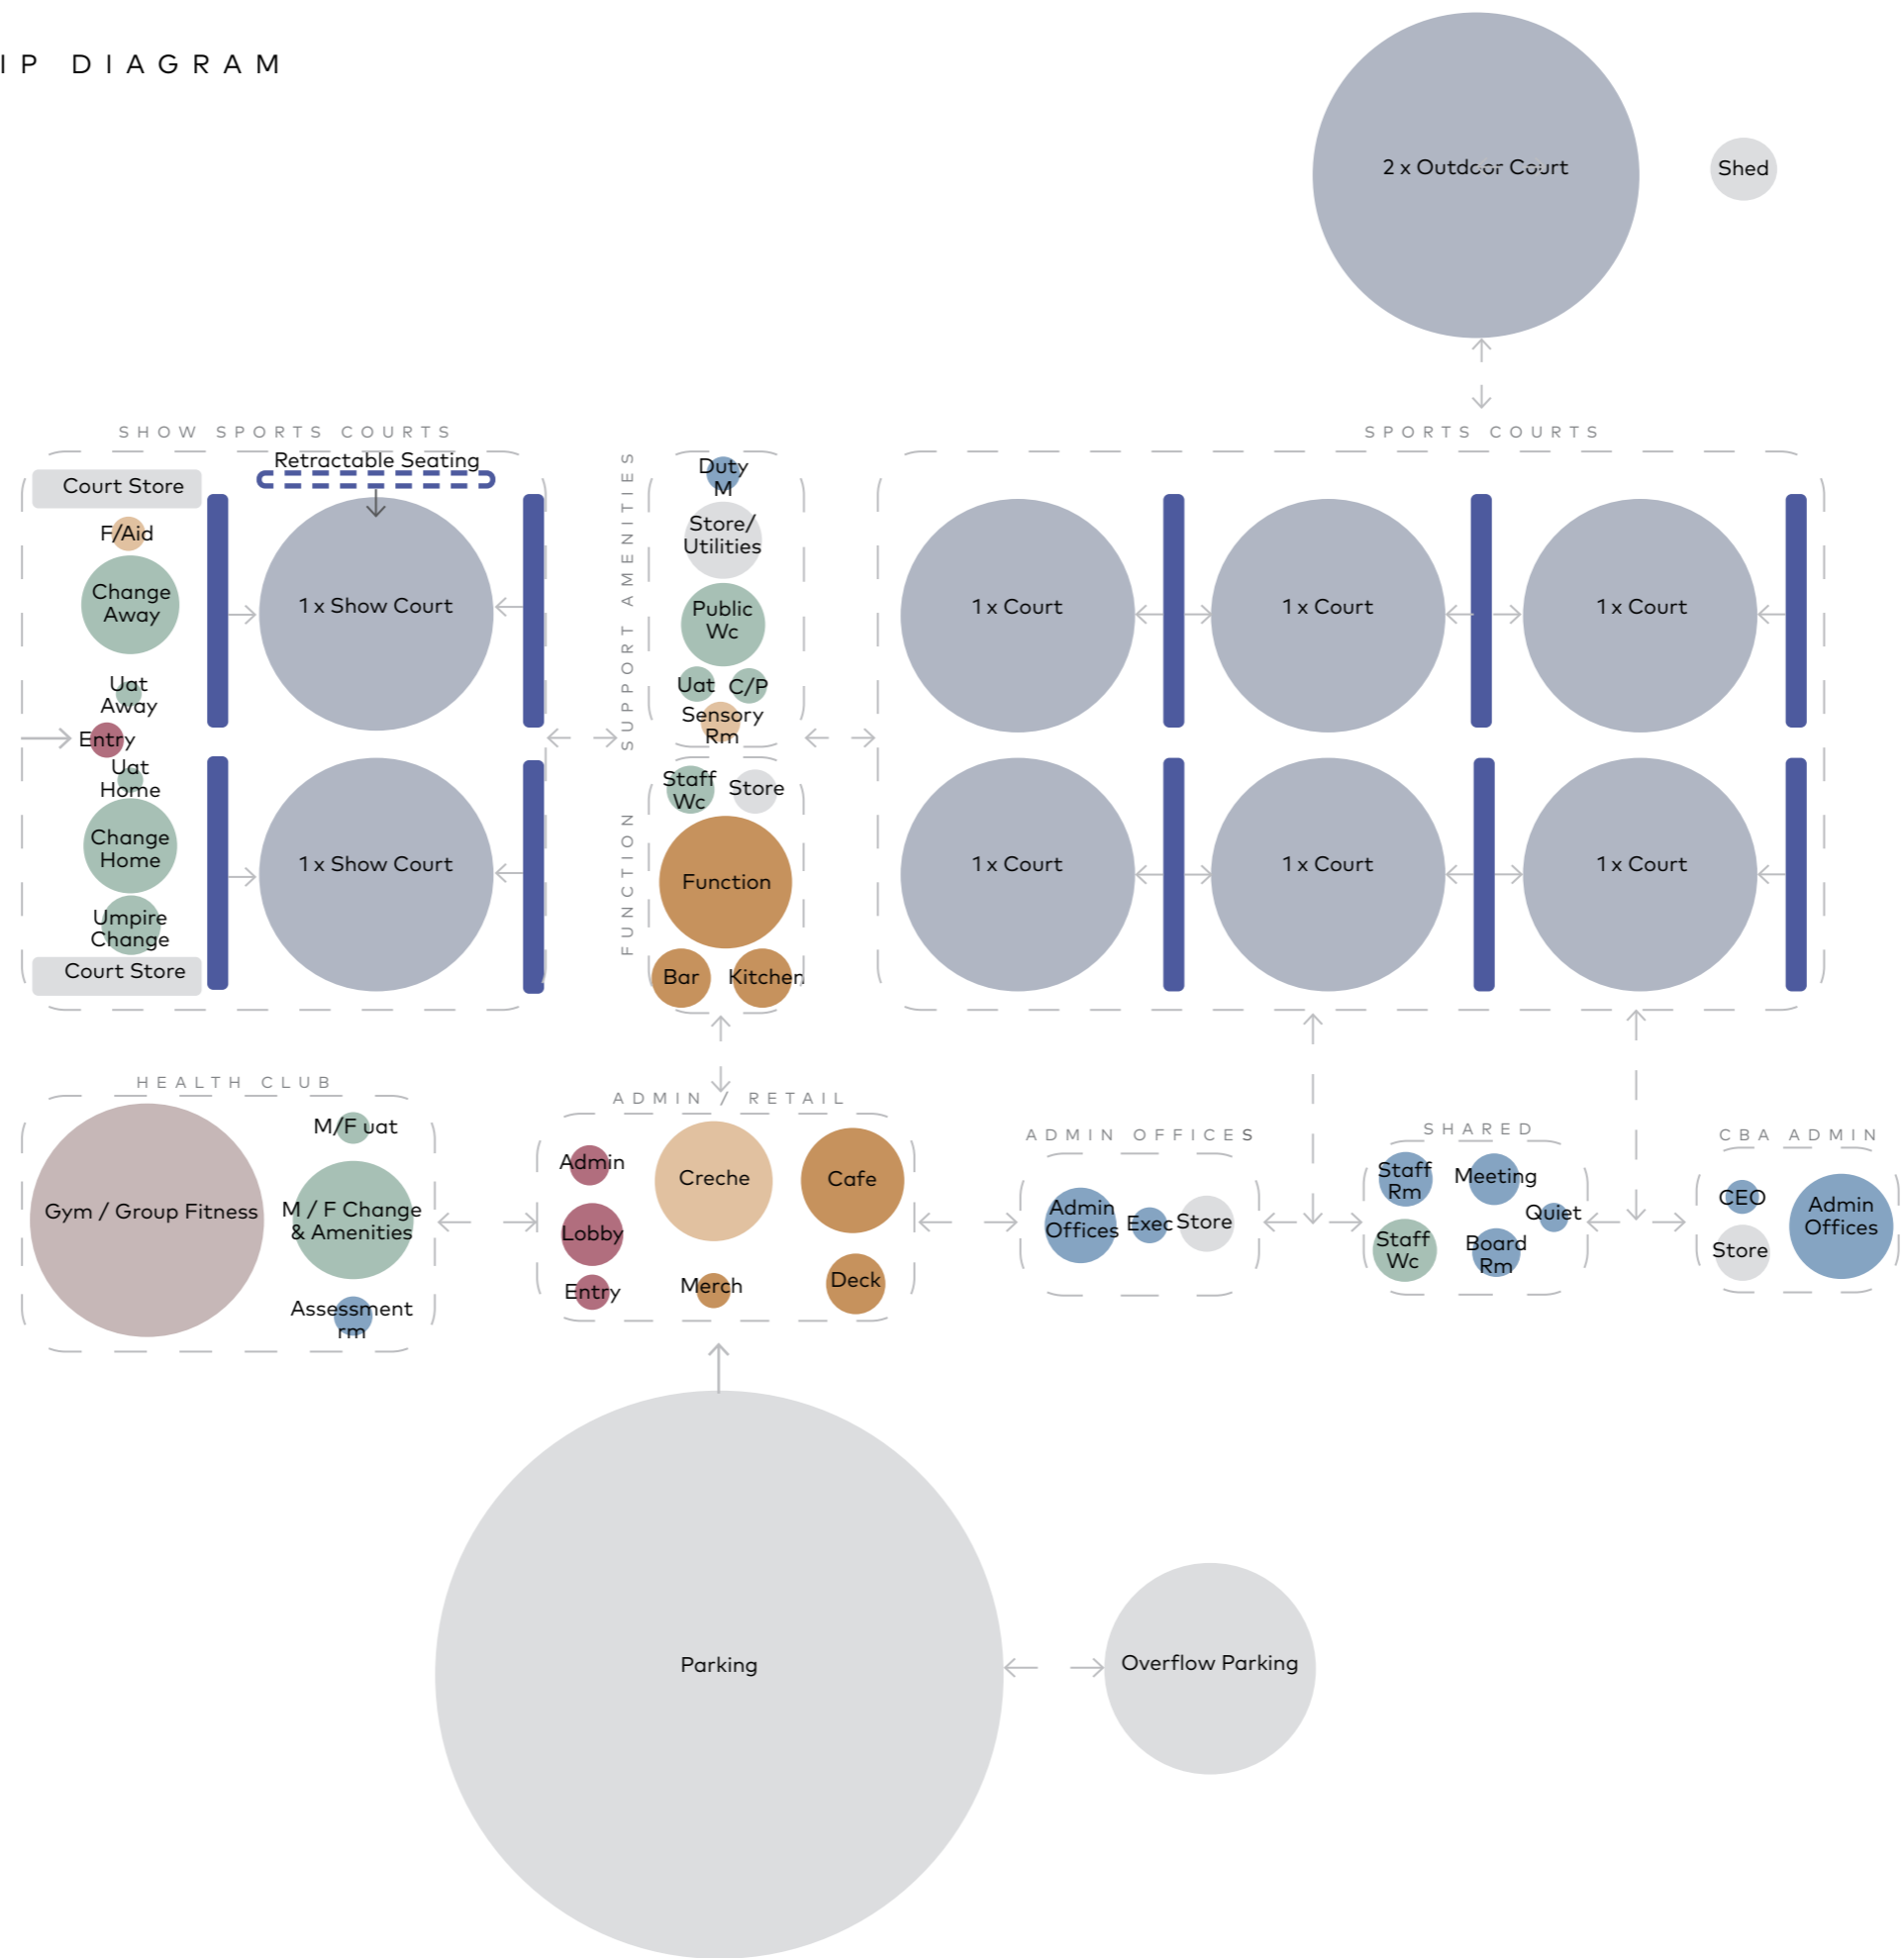 IP DIAGRAM
2 x Outdoor Court
Shed
SHOW SPORTS COURTS
Retractable Seating
Court Store
F/Aid
Change
Away
1 x Show Court
Uat
Away
Entry
Uat
Home
Change
Home
1 x Show Court
Umpire
Change
Court Store
SUPPORT AMENITIES
Duty
M
Store/
Utilities
Public
Wc
Uat
C/P
Sensory
Rm
FUNCTION
Staff
Wc
Store
Function
Bar
Kitchen
SPORTS COURTS
1 x Court
1 x Court
1 x Court
1 x Court
1 x Court
1 x Court
HEALTH CLUB
Gym / Group Fitness
M/F uat
M / F Change
& Amenities
Assessment
rm
ADMIN / RETAIL
Admin
Creche
Cafe
Lobby
Entry
Merch
Deck
ADMIN OFFICES
Admin
Offices
Exec
Store
SHARED
Staff
Rm
Meeting
Quiet
Staff
Wc
Board
Rm
CBA ADMIN
CEO
Admin
Offices
Store
Parking
Overflow Parking